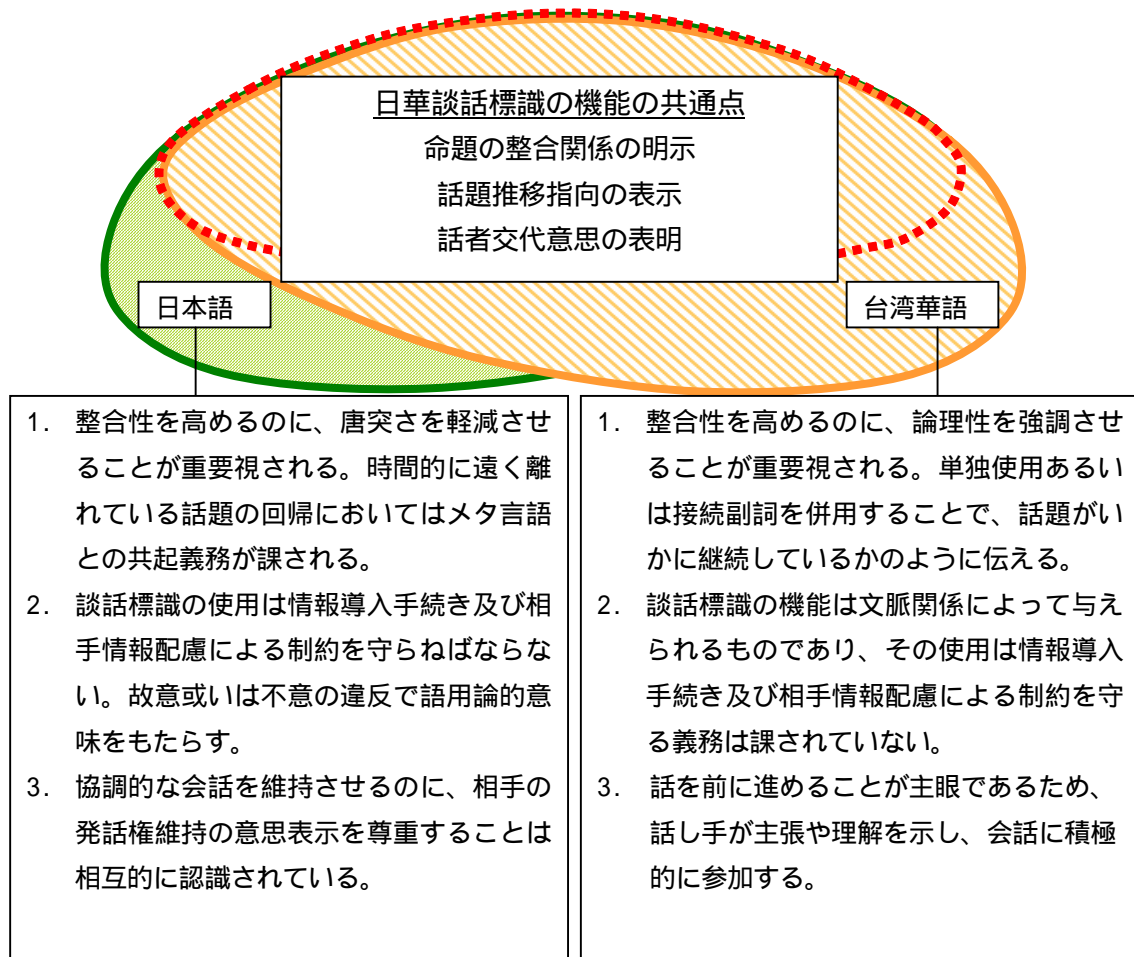 日華談話標識の機能の共通点
命題の整合関係の明示
話題推移指向の表示
話者交代意思の表明
日本語
台湾華語
1. 整合性を高めるのに、唐突さを軽減させ
ることが重要視される。時間的に遠く離
れている話題の回帰においてはメタ言語
との共起義務が課される。
2. 談話標識の使用は情報導入手続き及び相
手情報配慮による制約を守らねばならな
い。故意或いは不意の違反で語用論的意
味をもたらす。
3. 協調的な会話を維持させるのに、相手の
発話権維持の意思表示を尊重することは
相互的に認識されている。
1. 整合性を高めるのに、論理性を強調させ
ることが重要視される。単独使用あるい
は接続副詞を併用することで、話題がい
かに継続しているかのように伝える。
2. 談話標識の機能は文脈関係によって与え
られるものであり、その使用は情報導入
手続き及び相手情報配慮による制約を守
る義務は課されていない。
3. 話を前に進めることが主眼であるため、
話し手が主張や理解を示し、会話に積極
的に参加する。